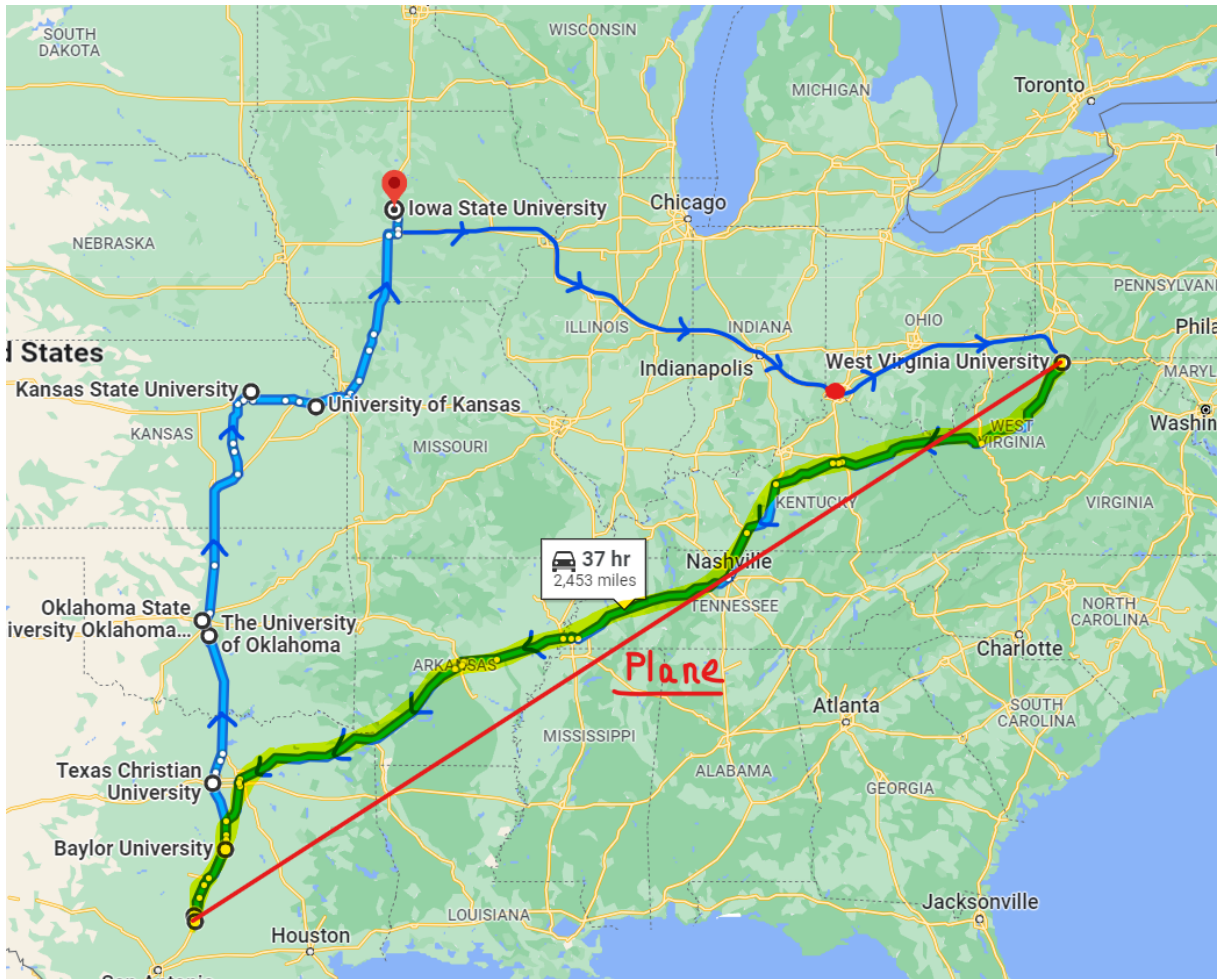 SOUTH
DAKOTA
WISCONSIN
MICHIGAN
Toronto
Iowa State University
Chicago
NEBRASKA
PENNSYLVAN
ILLINOIS
INDIANA
OHIO
Phila
d States
Indianapolis
West Virginia University
MARYL
Kansas State University
University of Kansas
Washin
KANSAS
MISSOURI
WEST
VIRGINIA
KENTUCKY
VIRGINIA
37 hr
2,453 miles
Nashville
TENNESSEE
Oklahoma State
iversity Oklahoma...
The University
of Oklahoma
NORTH
CAROLINA
Charlotte
ARKANSAS
Plane
SOUTH
CAROLINA
Atlanta
MISSISSIPPI
Texas Christian
University
ALABAMA
GEORGIA
Baylor University
LOUISIANA
Jacksonville
Houston
San Antonio